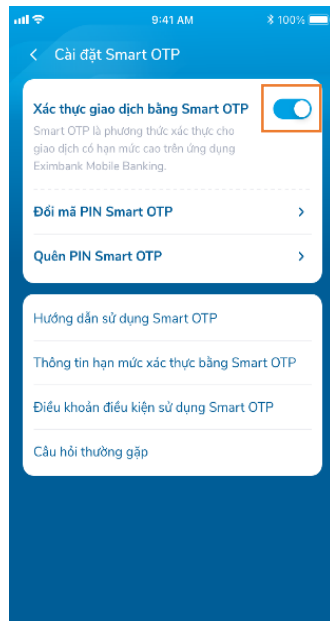 9:41 AM
100%
Cài đặt Smart OTP
Xác thực giao dịch bằng Smart OTP
Smart OTP là phương thức xác thực cho
giao dịch có hạn mức cao trên ứng dụng
Eximbank Mobile Banking.
Đổi mã PIN Smart OTP
Quên PIN Smart OTP
Hướng dẫn sử dụng Smart OTP
Thông tin hạn mức xác thực bằng Smart OTP
Điều khoản điều kiện sử dụng Smart OTP
Câu hỏi thường gặp